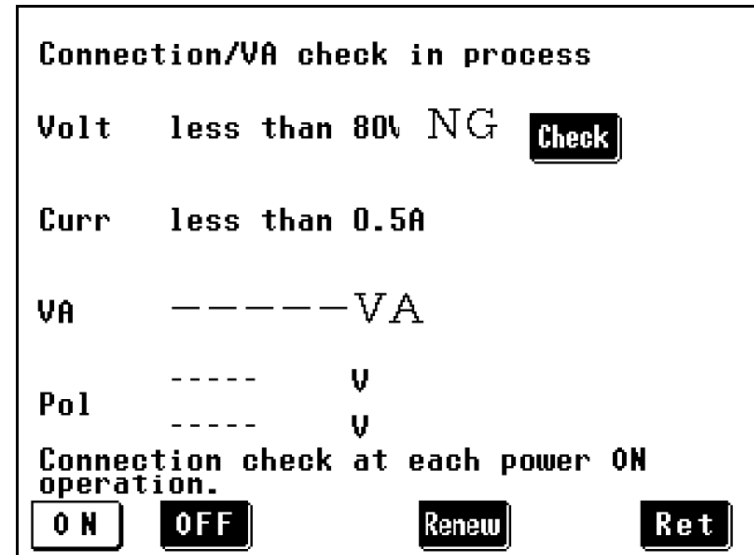 Connection/VA check in process
Volt less than 80V NG Check
Curr less than 0.5A
VA -----VA
Pol ----- V
----- V
Connection check at each power ON
operation.
ON OFF Renew Ret